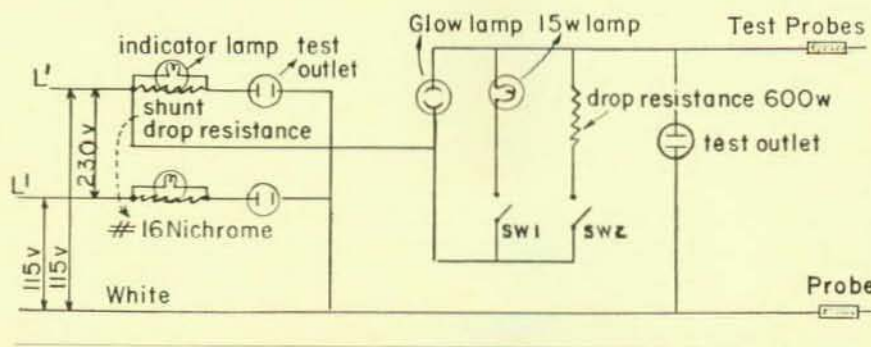 Glow lamp 15w lamp
Test Probes
indicator lamp
test
outlet
L'
shunt
drop resistance
drop resistance 600w
230v
test outlet
L'
# 16 Nichrome
SW1
SW2
115v
115v
White
Probe